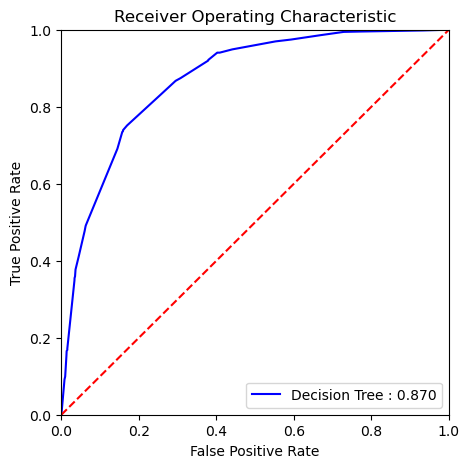 Receiver Operating Characteristic
True Positive Rate
1.0
0.8
0.6
0.4
0.2
0.0
Decision Tree : 0.870
0.0 0.2 0.4 0.6 0.8 1.0
False Positive Rate